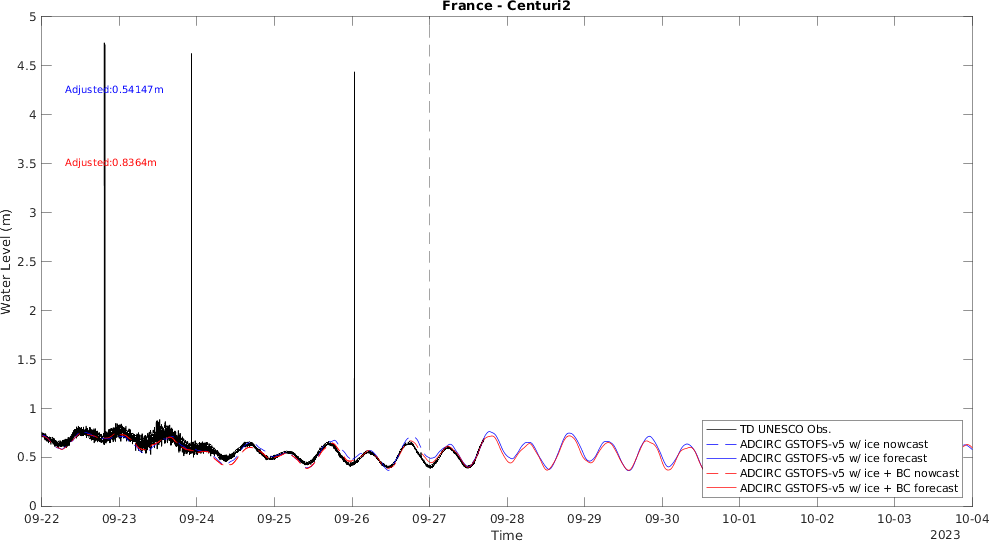 France - Centuri2
5
4.5
4
3.5
3
2.5
2
1.5
1
0.5
0
Water Level (m)
Adjusted:0.54147m
Adjusted:0.8364m
TD UNESCO Obs.
ADCIRC GSTOFS-v5 w/ ice nowcast
ADCIRC GSTOFS-v5 w/ ice forecast
ADCIRC GSTOFS-v5 w/ ice + BC nowcast
ADCIRC GSTOFS-v5 w/ ice + BC forecast
09-22 09-23 09-24 09-25 09-26 09-27 09-28 09-29 09-30 10-01 10-02 10-03 10-04
Time
2023